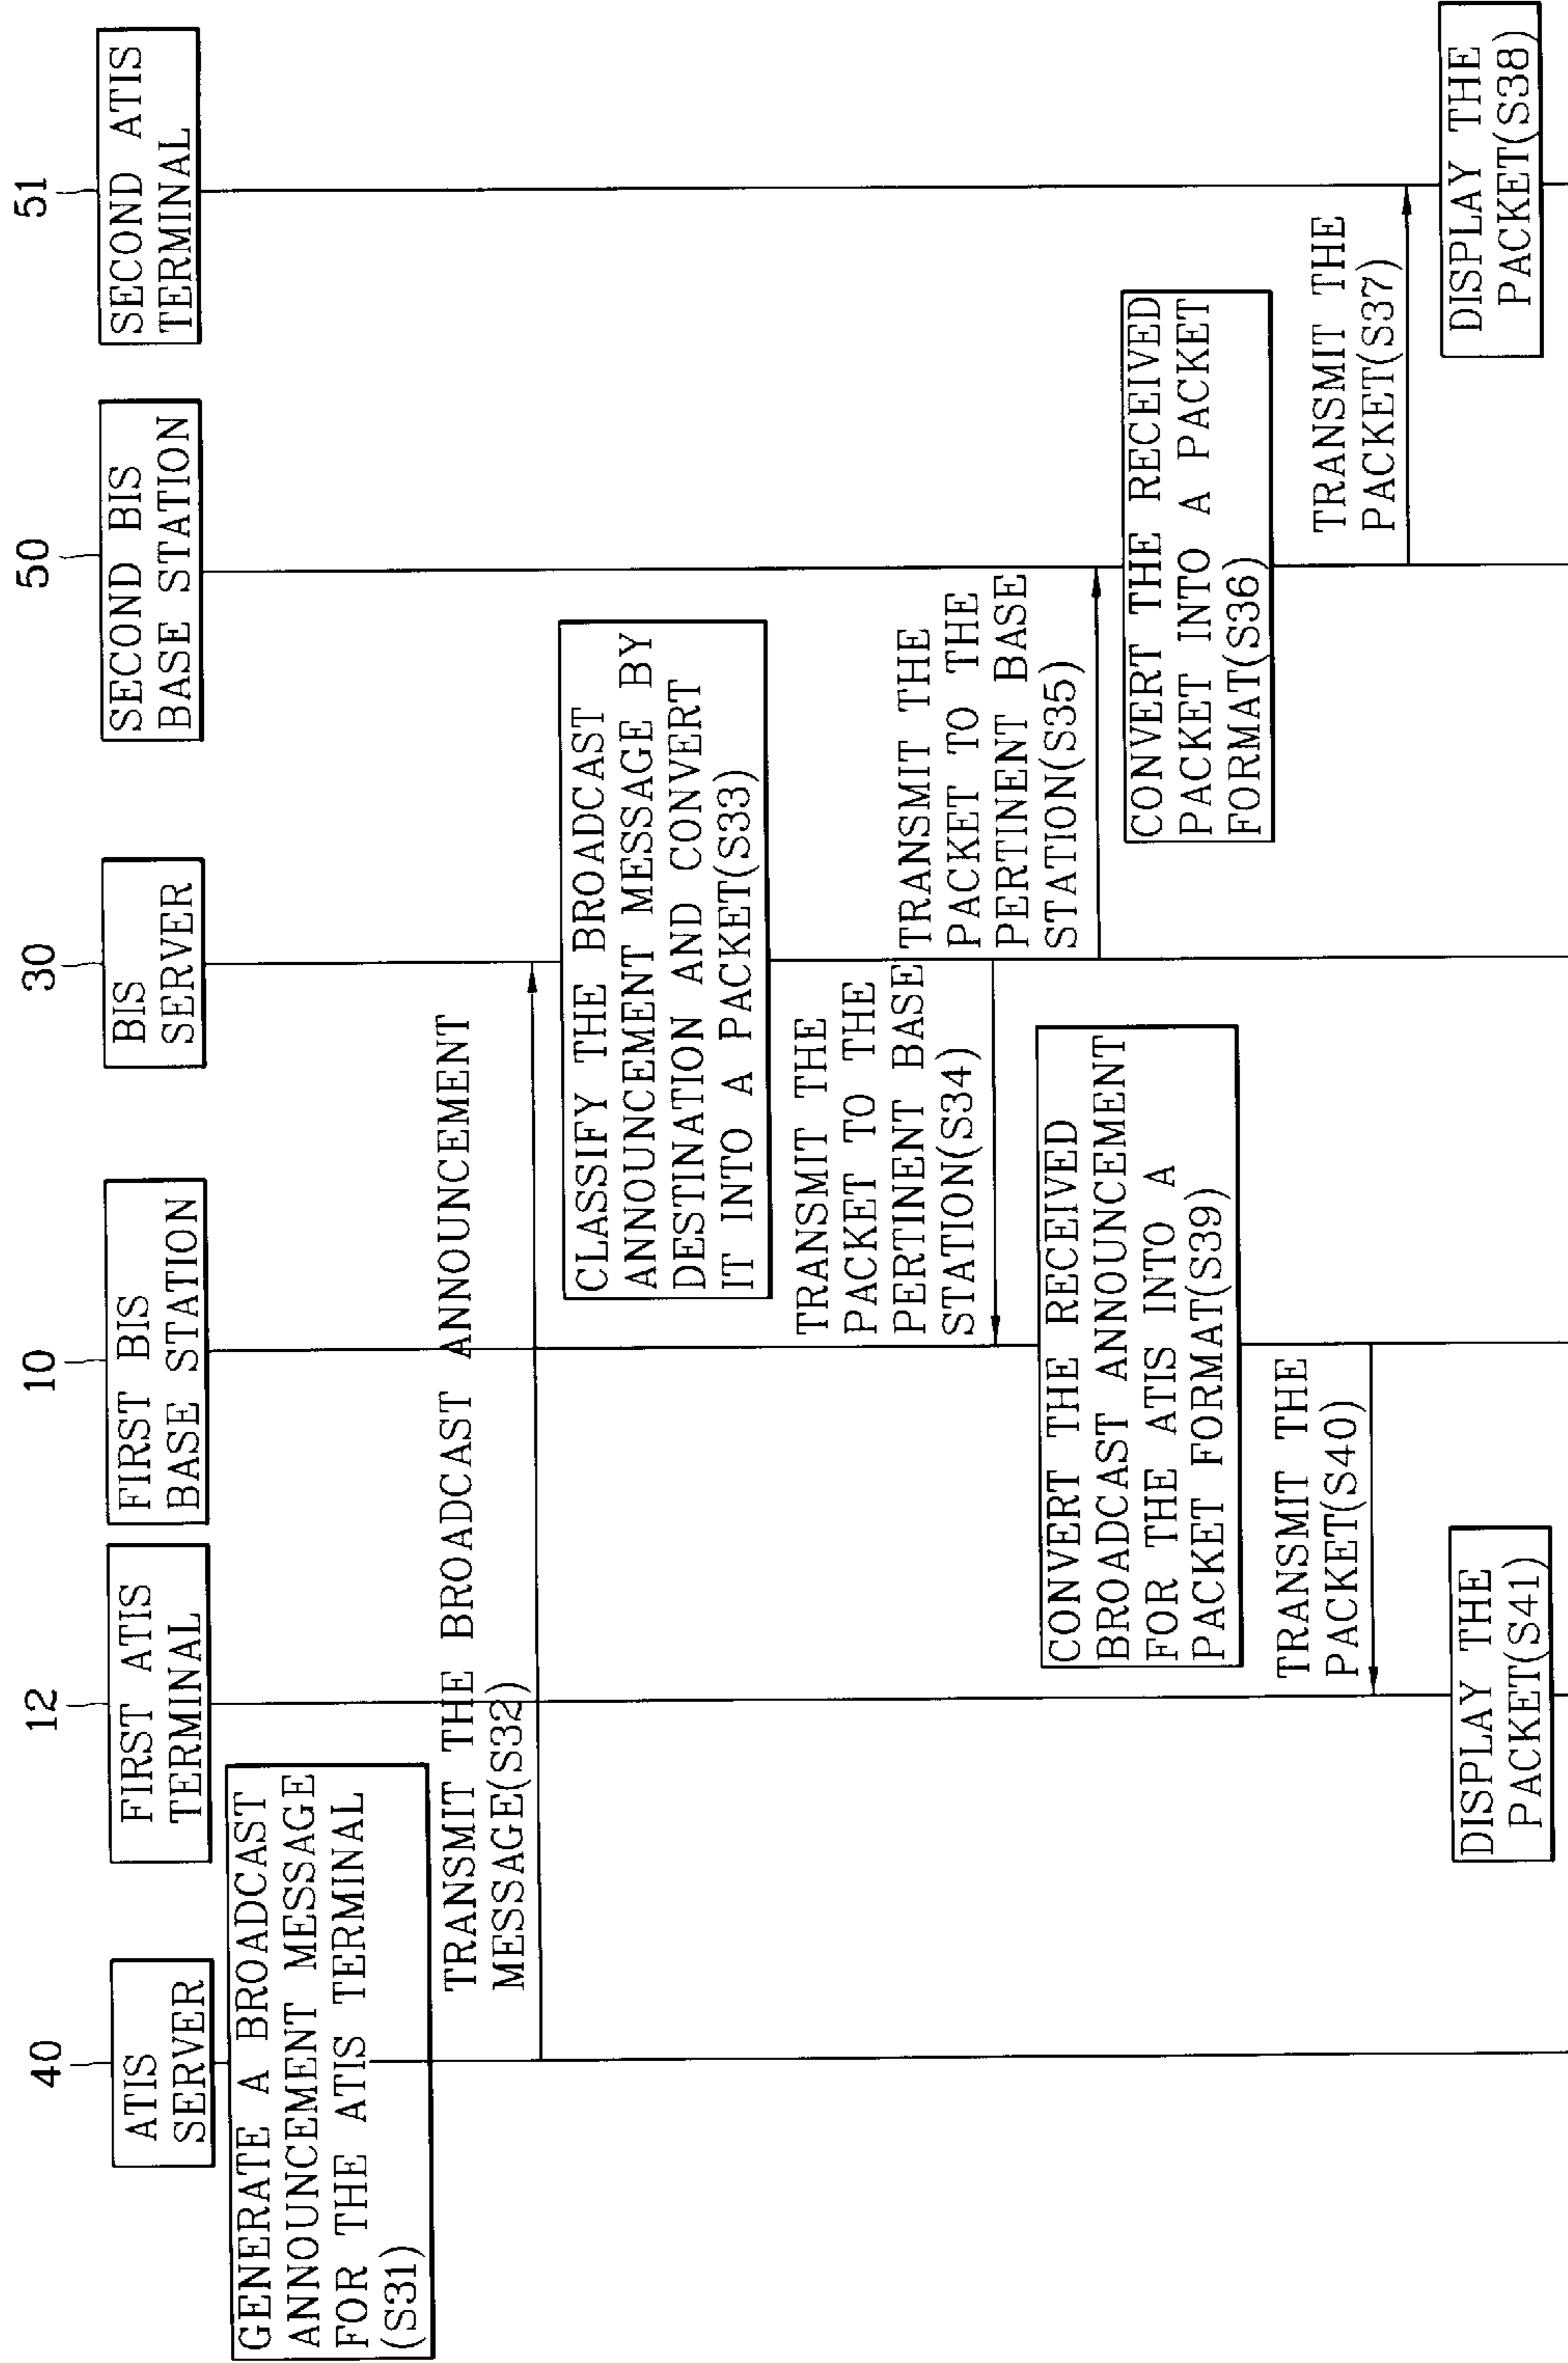 40
12
10
30
50
51
ATIS
SERVER
FIRST ATIS
TERMINAL
FIRST BIS
BASE STATION
BIS
SERVER
SECOND BIS
BASE STATION
SECOND ATIS
TERMINAL
GENERATE A BROADCAST
ANNOUNCEMENT MESSAGE
FOR THE ATIS TERMINAL
(S31)
TRANSMIT THE BROADCAST ANNOUNCEMENT
MESSAGE(S32)
CLASSIFY THE BROADCAST
ANNOUNCEMENT MESSAGE BY
DESTINATION AND CONVERT
IT INTO A PACKET(S33)
TRANSMIT THE
PACKET TO THE
PERTINENT BASE
STATION(S34)
TRANSMIT THE
PACKET TO THE
PERTINENT BASE
STATION(S35)
CONVERT THE RECEIVED
BROADCAST ANNOUNCEMENT
FOR THE ATIS INTO A
PACKET FORMAT(S39)
CONVERT THE RECEIVED
PACKET INTO A PACKET
FORMAT(S36)
TRANSMIT THE
PACKET(S40)
TRANSMIT THE
PACKET(S37)
DISPLAY THE
PACKET(S41)
DISPLAY THE
PACKET(S38)